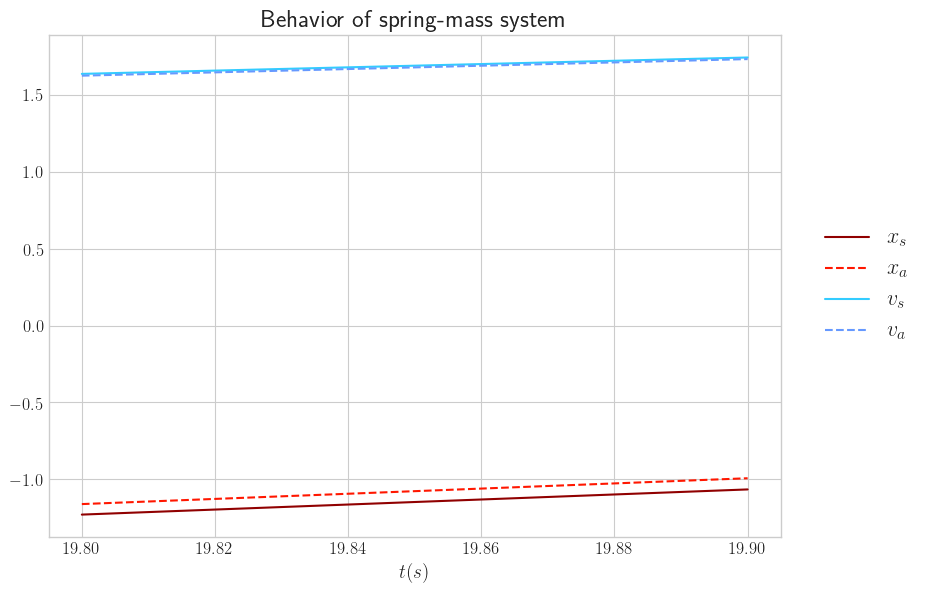 Behavior of spring-mass system
1.5
1.0
0.5
0.0
−0.5
−1.0
19.80 19.82 19.84 19.86 19.88 19.90
t(s)
x_s
x_a
v_s
v_a